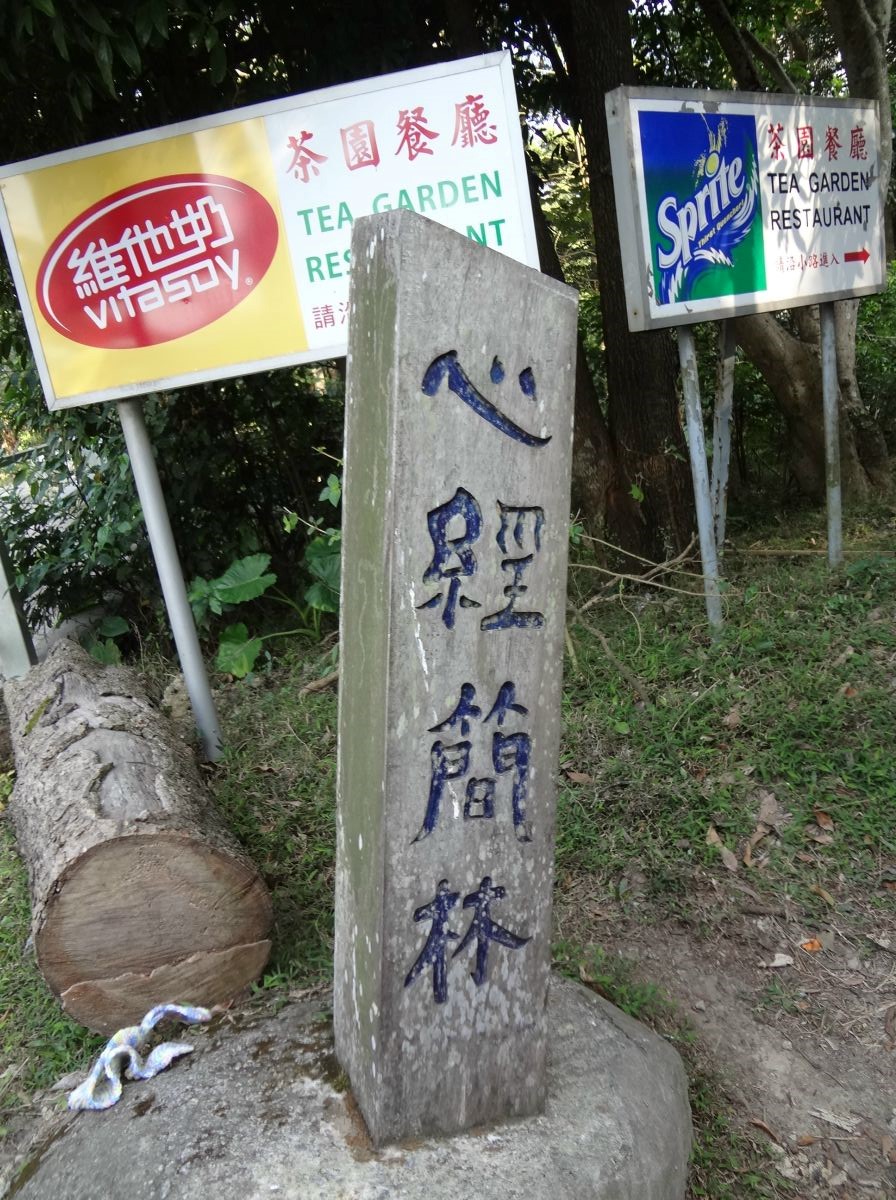 維他奶
vitasoy
茶園餐廳
TEA GARDEN
請沿
Sprite
茶園餐廳
TEA GARDEN
RESTAURANT
請沿小路進入
心經簡林